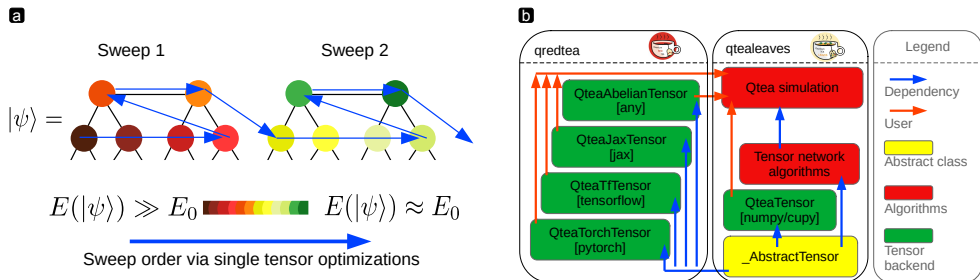 a
Sweep 1
Sweep 2
|ψ⟩ =
E(|ψ⟩) ≫ E₀
E(|ψ⟩) ≈ E₀
Sweep order via single tensor optimizations
b
qredtea
QteaAbelianTensor
[any]
QteaJaxTensor
[jax]
QteaTfTensor
[tensorflow]
QteaTorchTensor
[pytorch]
qtealeaves
Qtea simulation
Tensor network
algorithms
QteaTensor
[numpy/cupy]
_AbstractTensor
Legend
Dependency
User
Abstract class
Algorithms
Tensor
backend